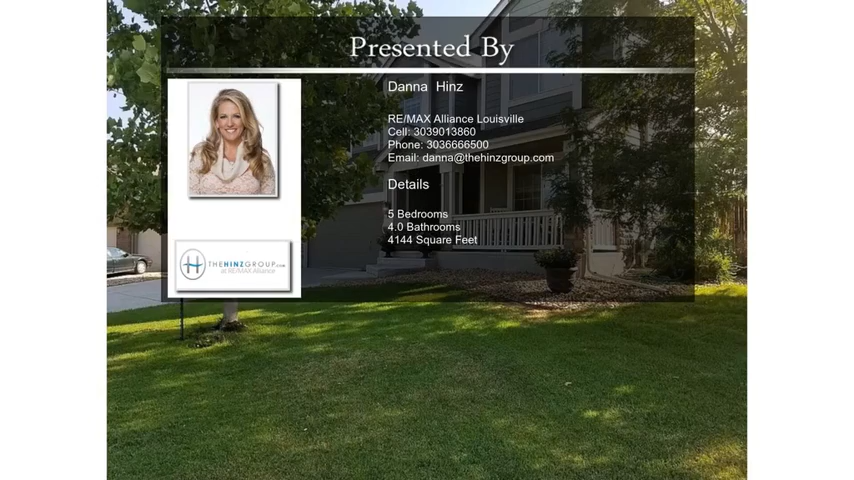 Presented By
Danna Hinz
RE/MAX Alliance Louisville
Cell: 3039013860
Phone: 3036666500
Email: danna@thehinzgroup.com
Details
5 Bedrooms
4.0 Bathrooms
4144 Square Feet
H
THEHINZGROUP.com
at RE/MAX Alliance